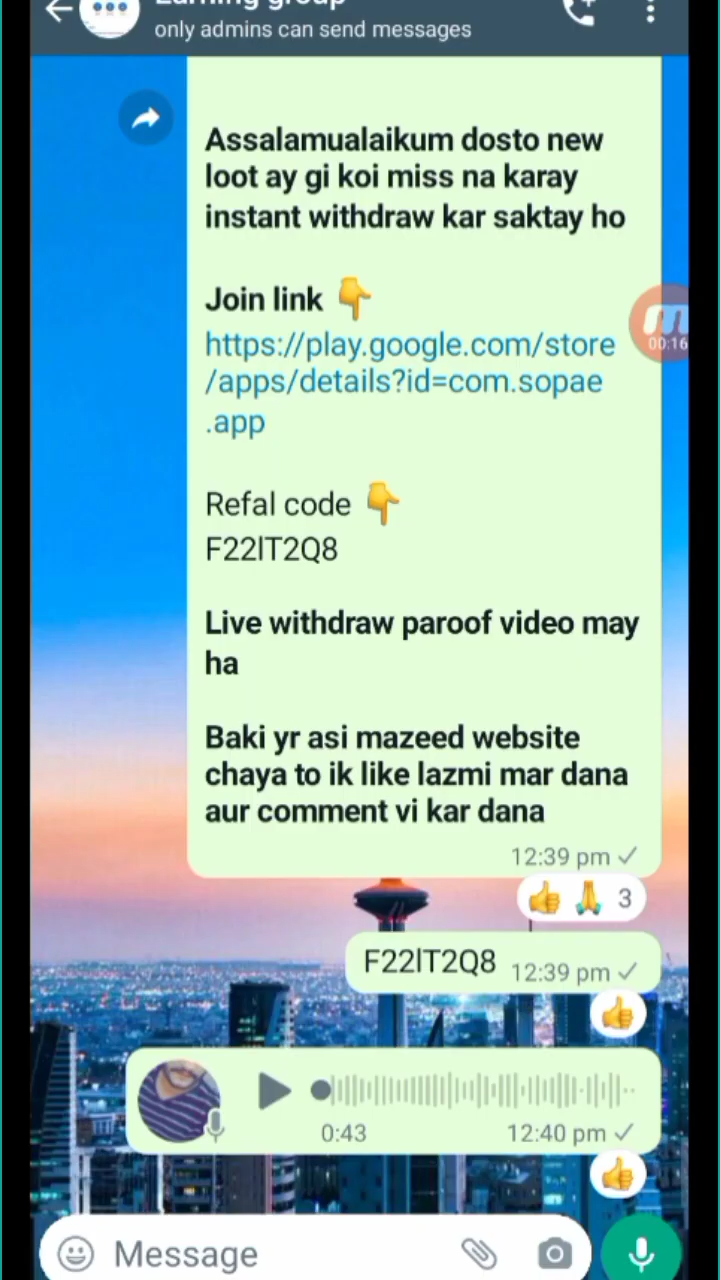 only admins can send messages
Assalamualaikum dosto new
loot ay gi koi miss na karay
instant withdraw kar saktay ho
Join link 👇
https://play.google.com/store
/apps/details?id=com.sopae
.app
Refal code 👇
F22lT2Q8
Live withdraw paroof video may
ha
Baki yr asi mazeed website
chaya to ik like lazmi mar dana
aur comment vi kar dana
12:39 pm
👍 🙏 3
F22lT2Q8 12:39 pm
👍
0:43 12:40 pm
👍
Message
00:16